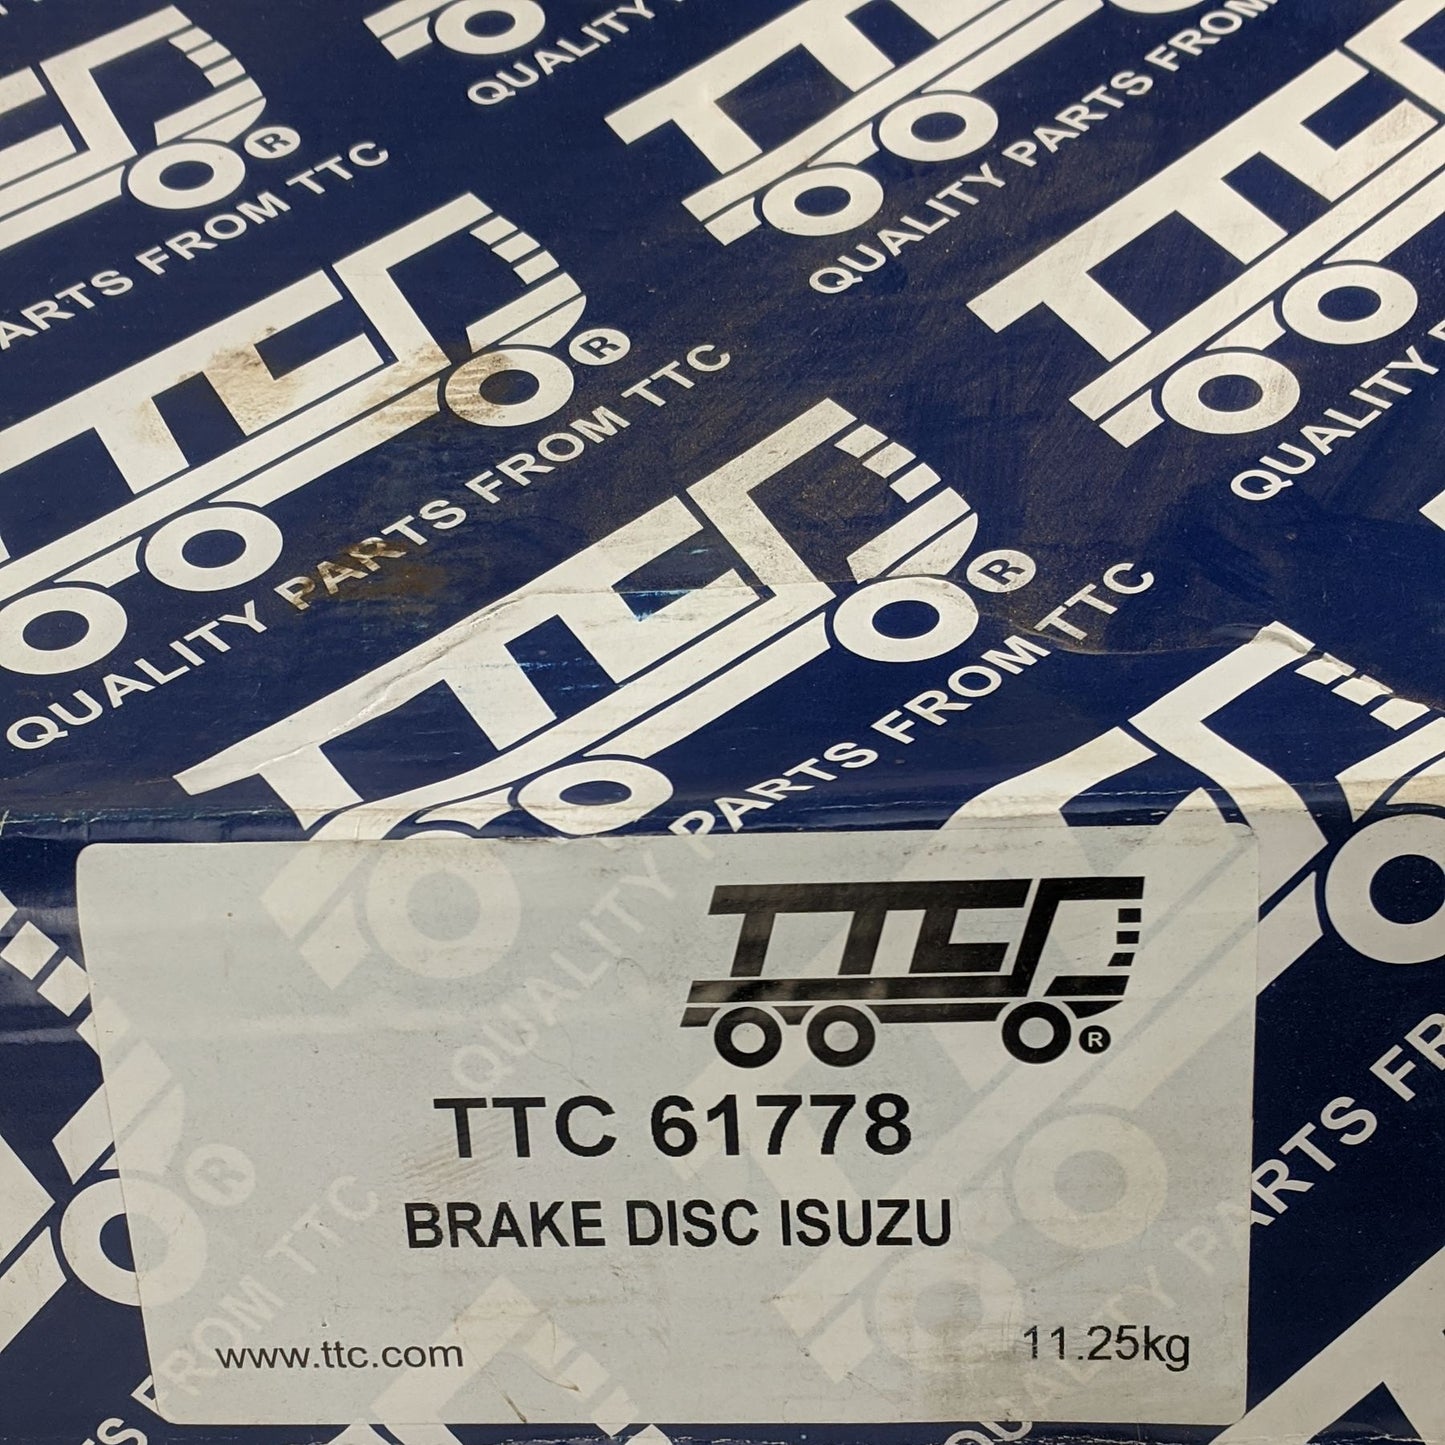 QUALITY
QUALITY PARTS FROM
PARTS FROM TTC
®
QUALITY PARTS FROM TTC
®
QUALITY
QUALITY PARTS FROM TTC
®
TTC
®
TTC 61778
BRAKE DISC ISUZU
www.ttc.com
11.25kg
FROM TTC
®
QUALITY PARTS